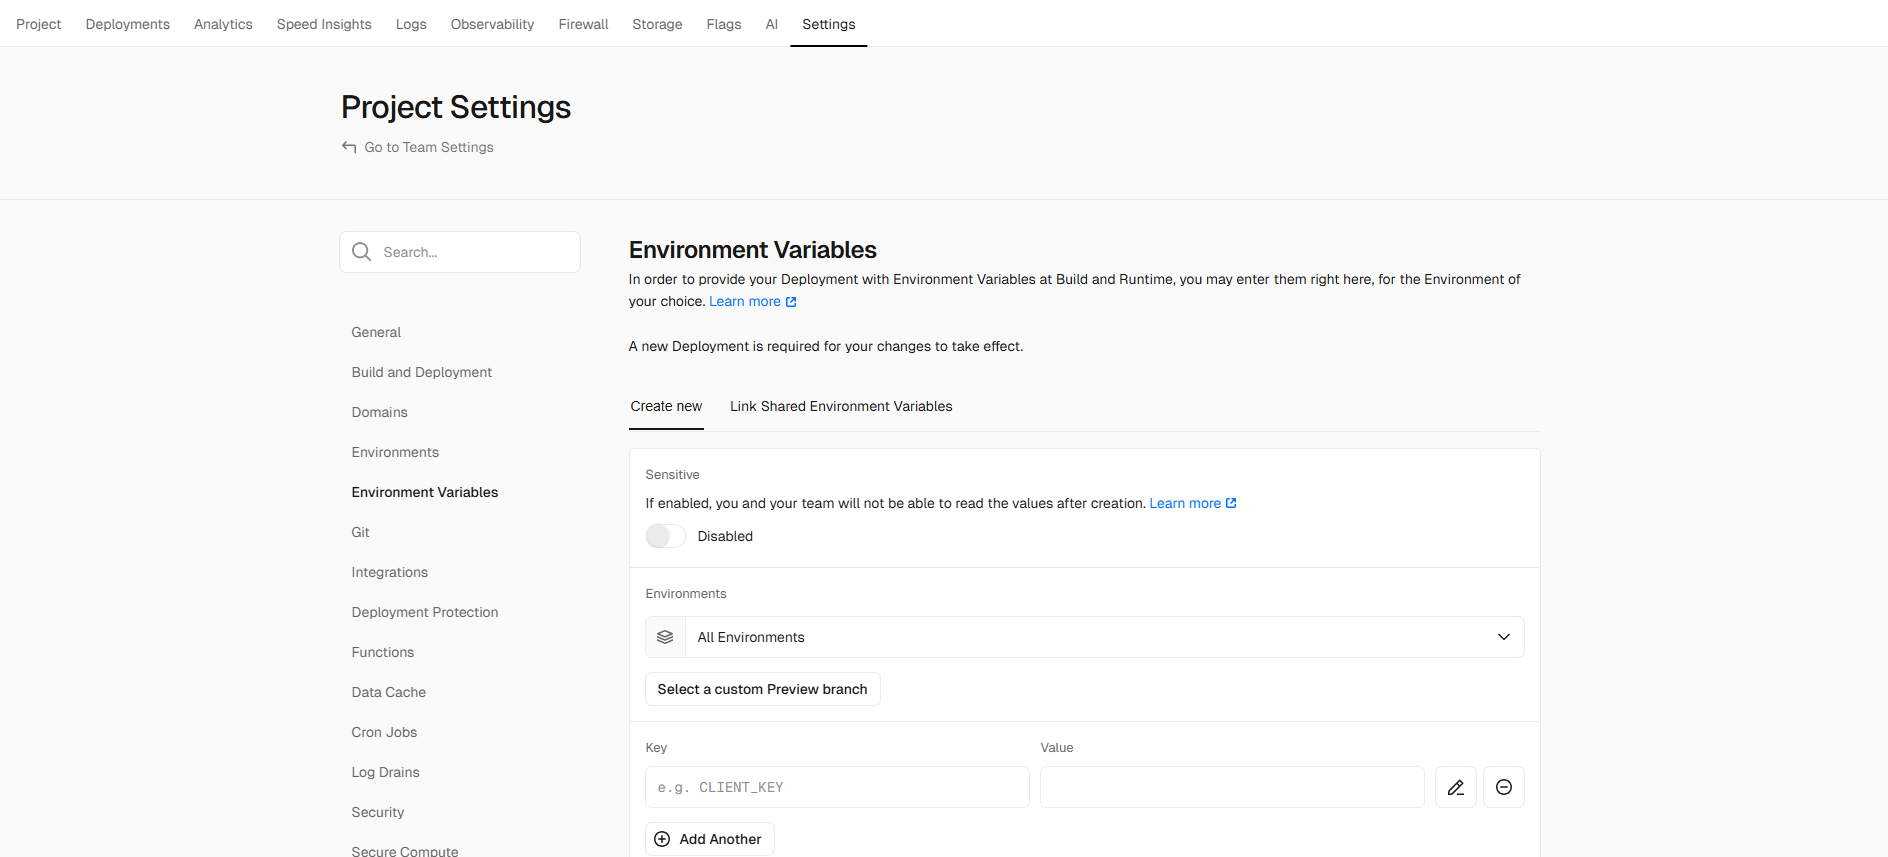 Project Deployments Analytics Speed Insights Logs Observability Firewall Storage Flags AI Settings
Project Settings
Go to Team Settings
Search...
General
Build and Deployment
Domains
Environments
Environment Variables
Git
Integrations
Deployment Protection
Functions
Data Cache
Cron Jobs
Log Drains
Security
Secure Compute
Environment Variables
In order to provide your Deployment with Environment Variables at Build and Runtime, you may enter them right here, for the Environment of
your choice. Learn more
A new Deployment is required for your changes to take effect.
Create new Link Shared Environment Variables
Sensitive
If enabled, you and your team will not be able to read the values after creation. Learn more
Disabled
Environments
All Environments
Select a custom Preview branch
Key Value
e.g. CLIENT_KEY
Add Another